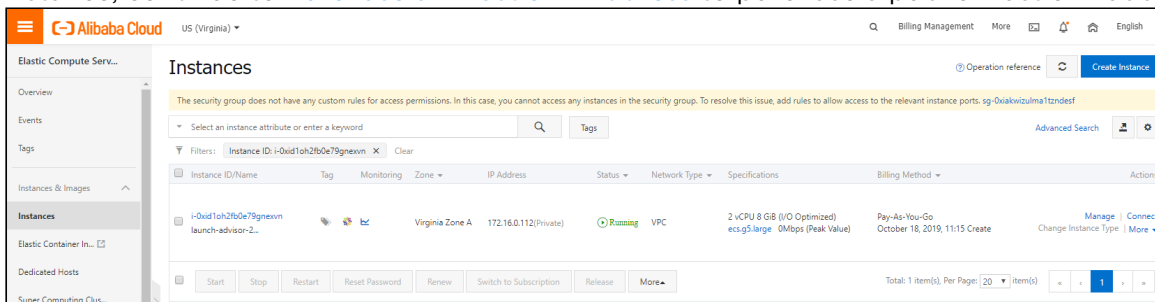 Alibaba Cloud US (Virginia) Billing Management More English
Elastic Compute Serv...
Overview
Events
Tags
Instances & Images
Instances
Elastic Container In...
Dedicated Hosts
Super Computing Clus...
Instances
Operation reference Create Instance
The security group does not have any custom rules for access permissions. In this case, you cannot access any instances in the security group. To resolve this issue, add rules to allow access to the relevant instance ports. sg-0xiakwizulma1tzndesf
Select an instance attribute or enter a keyword Tags Advanced Search
Filters: Instance ID: i-0xid1oh2fb0e79gnexvn X Clear
Instance ID/Name Tag Monitoring Zone IP Address Status Network Type Specifications Billing Method Action
i-0xid1oh2fb0e79gnexvn
launch-advisor-2...
Virginia Zone A 172.16.0.112(Private) Running VPC
2 vCPU 8 GiB (I/O Optimized)
ecs.g5.large 0Mbps (Peak Value)
Pay-As-You-Go
October 18, 2019, 11:15 Create
Manage | Connec
Change Instance Type | More
Start Stop Restart Reset Password Renew Switch to Subscription Release More Total: 1 item(s), Per Page: 20 item(s) « ‹ 1 › »